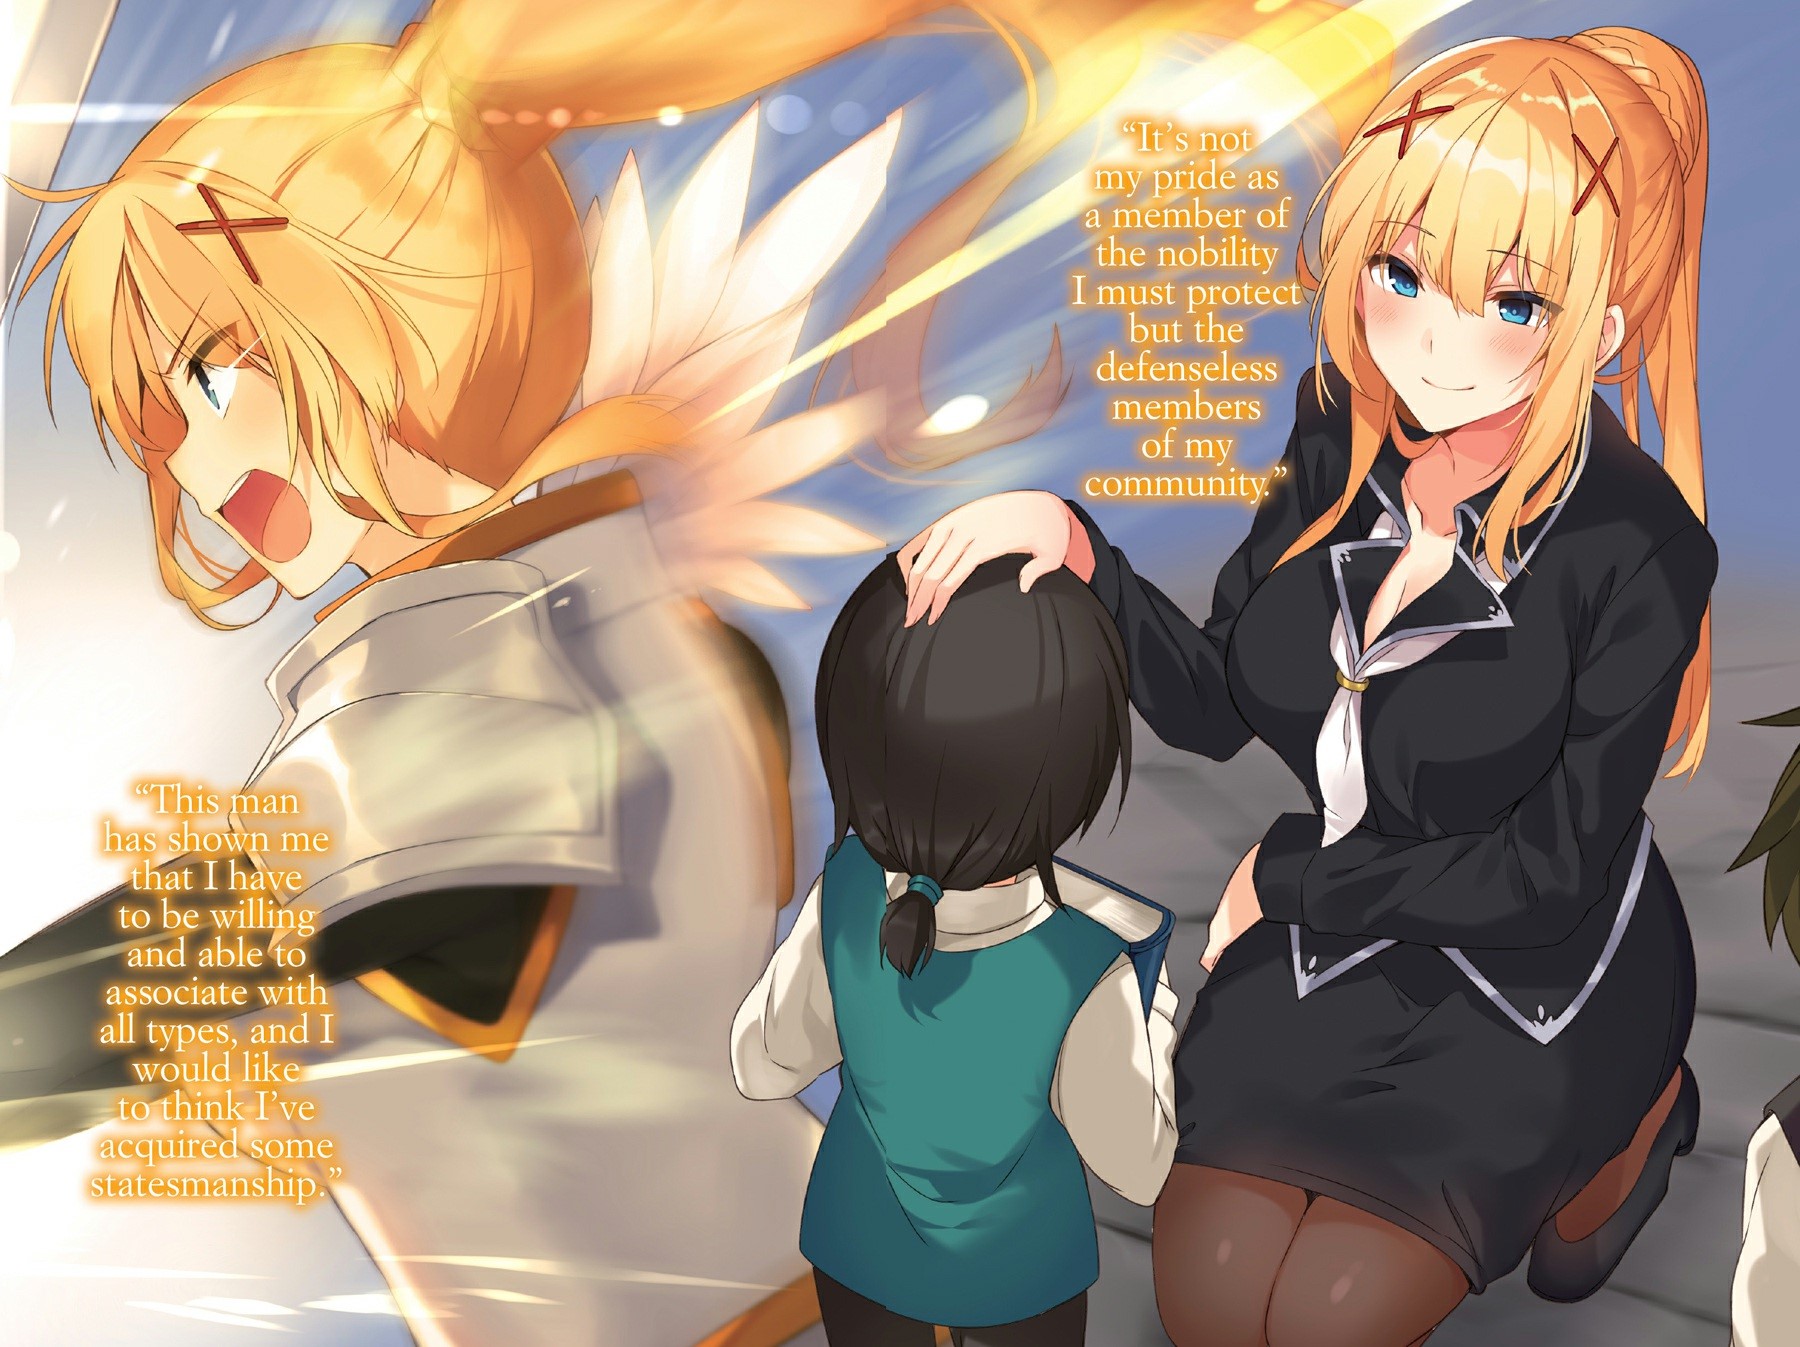 “It’s not
my pride as
a member of
the nobility
I must protect
but the
defenseless
members
of my
community.”
“This man
has shown me
that I have
to be willing
and able to
associate with
all types, and I
would like
to think I’ve
acquired some
statesmanship.”